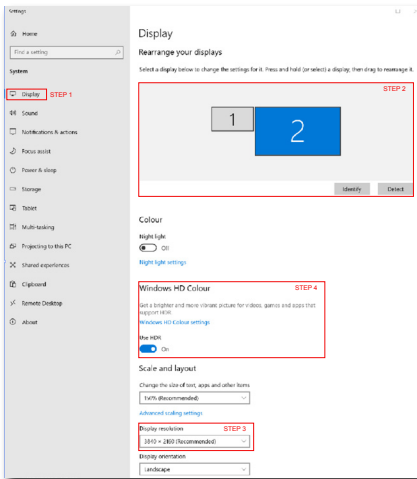 Settings
Home
Find a setting
System
Display STEP 1
Sound
Notifications & actions
Focus assist
Power & sleep
Storage
Tablet
Multi-tasking
Projecting to this PC
Shared experiences
Clipboard
Remote Desktop
About
Display
Rearrange your displays
Select a display below to change the settings for it. Press and hold (or select) a display, then drag to rearrange it.
STEP 2
1
2
Identify Detect
Colour
Night light
Off
Night light settings
Windows HD Colour STEP 4
Get a brighter and more vibrant picture for videos, games and apps that
support HDR.
Windows HD Colour settings
Use HDR
On
Scale and layout
Change the size of text, apps and other items
(Recommended)
Advanced scaling settings
Display resolution STEP 3
3840 × 2160 (Recommended)
Display orientation
Landscape